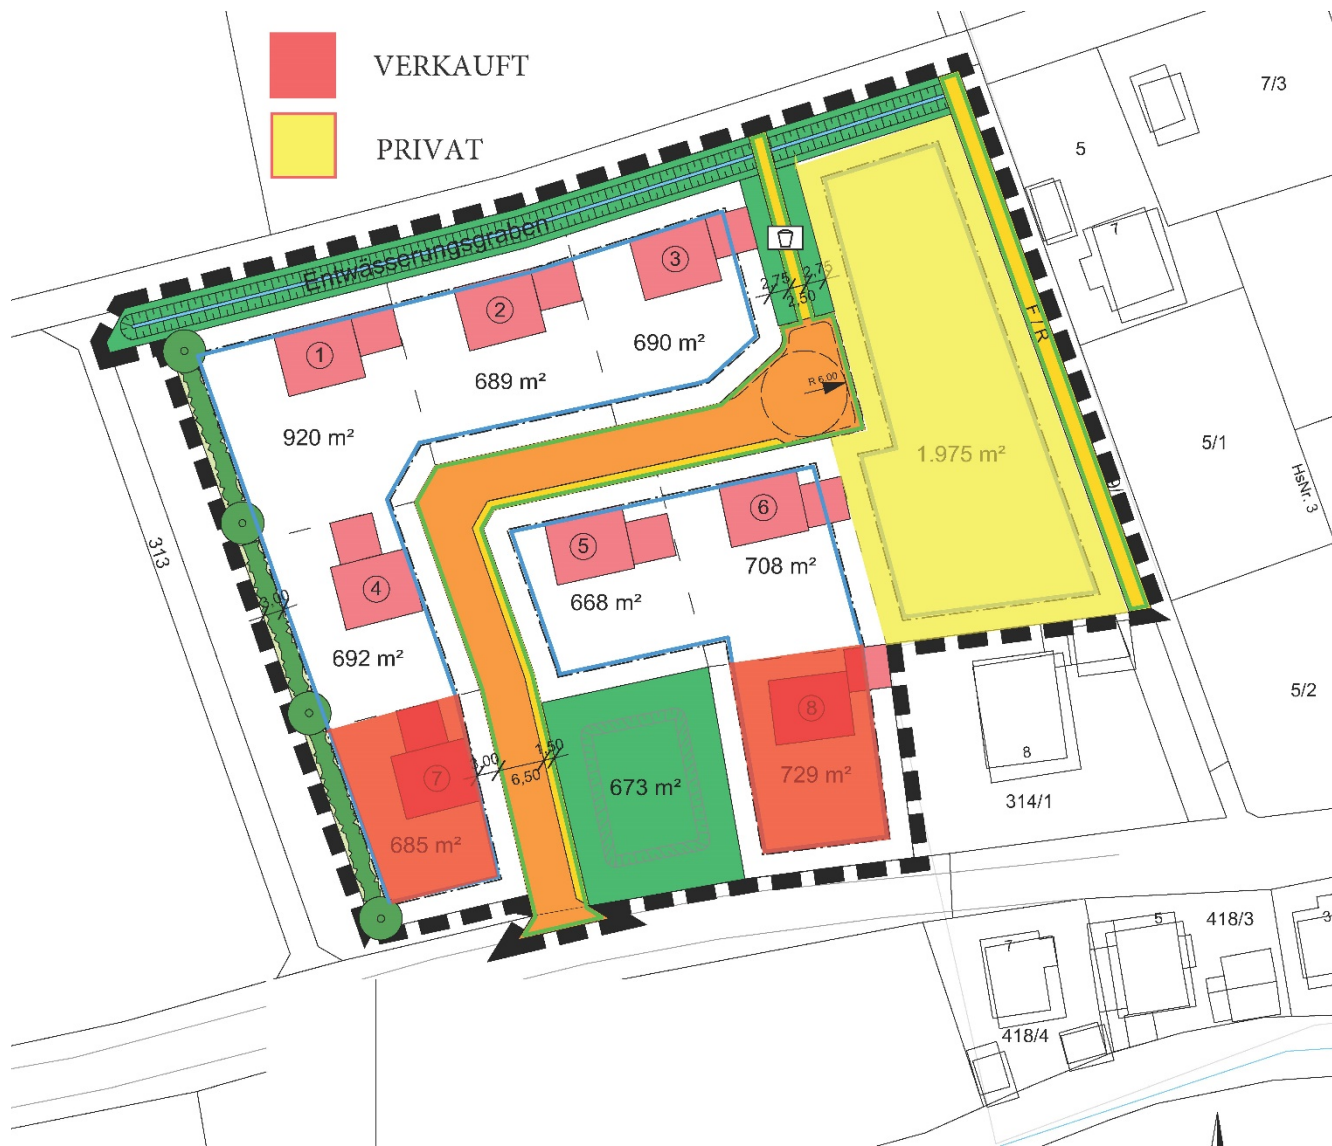 VERKAUFT
PRIVAT
7/3
5
7
Entwässerungsgraben
3
2
1
2,75
2,75
2,50
690 m²
689 m²
920 m²
R 6.00
F / R
1.975 m²
5/1
HsNr. 3
313
6
5
4
708 m²
668 m²
3,00
692 m²
5/2
8
7
3,00
1,50
6,50
673 m²
729 m²
685 m²
8
314/1
7
5
418/3
3
418/4